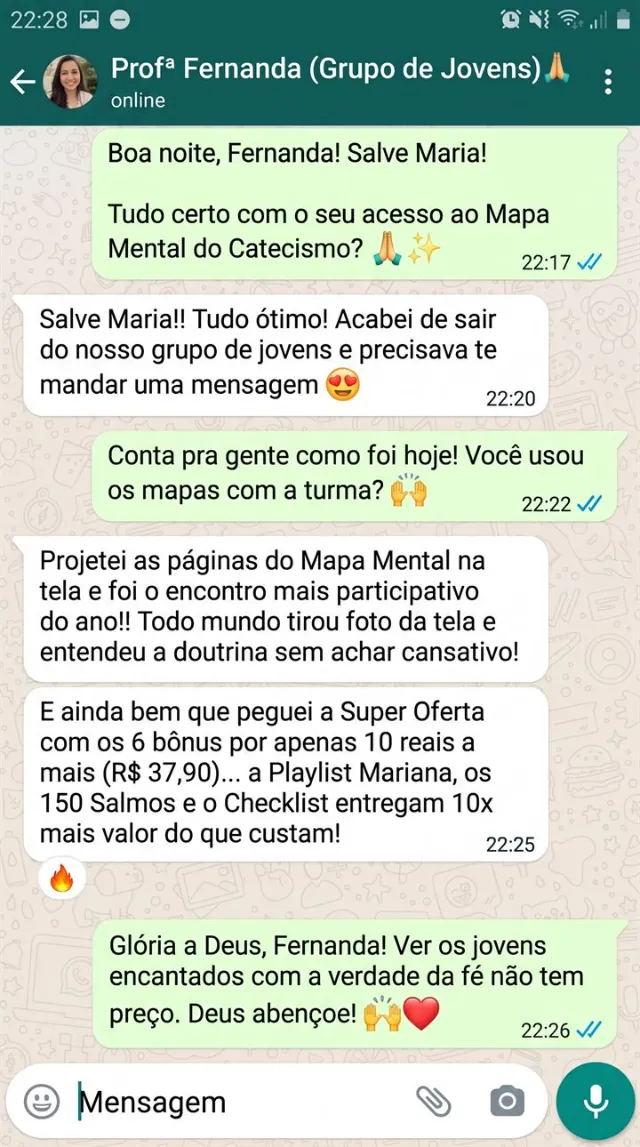 22:28
Profª Fernanda (Grupo de Jovens)🙏
online
Boa noite, Fernanda! Salve Maria!
Tudo certo com o seu acesso ao Mapa
Mental do Catecismo? 🙏✨
22:17
Salve Maria!! Tudo ótimo! Acabei de sair
do nosso grupo de jovens e precisava te
mandar uma mensagem 😍
22:20
Conta pra gente como foi hoje! Você usou
os mapas com a turma? 🙌
22:22
Projetei as páginas do Mapa Mental na
tela e foi o encontro mais participativo
do ano!! Todo mundo tirou foto da tela e
entendeu a doutrina sem achar cansativo!
E ainda bem que peguei a Super Oferta
com os 6 bônus por apenas 10 reais a
mais (R$ 37,90)... a Playlist Mariana, os
150 Salmos e o Checklist entregam 10x
mais valor do que custam!
22:25
🔥
Glória a Deus, Fernanda! Ver os jovens
encantados com a verdade da fé não tem
preço. Deus abençoe! 🙌❤️
22:26
Mensagem